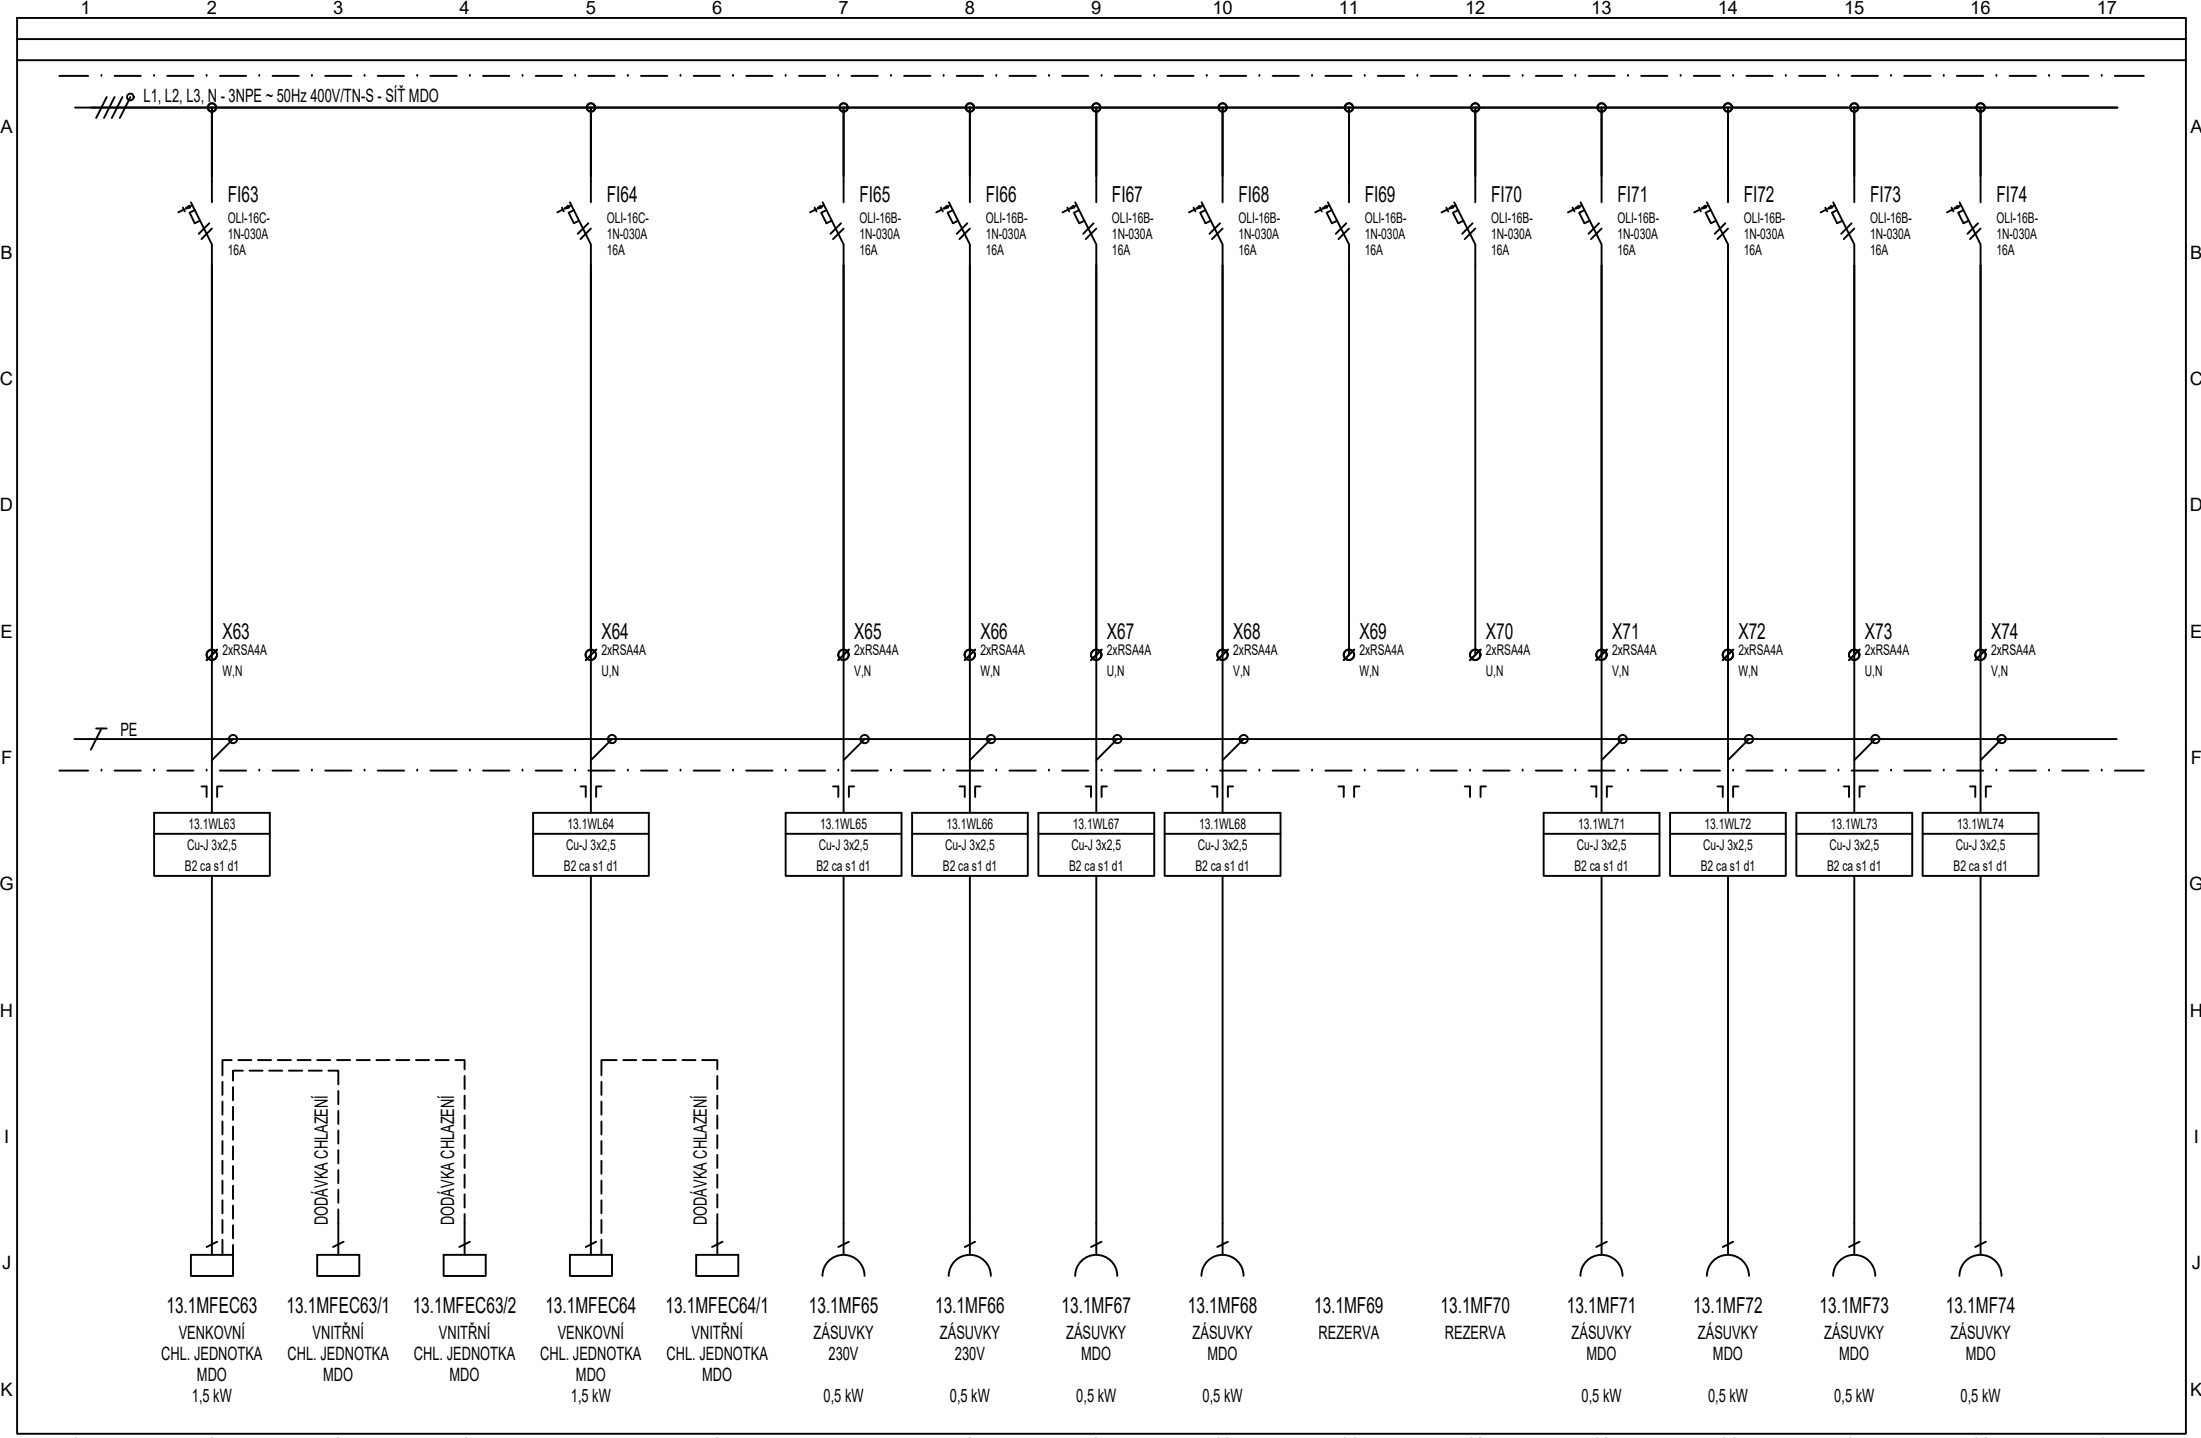 1 2 3 4 5 6 7 8 9 10 11 12 13 14 15 16 17
L1, L2, L3, N - 3NPE ~ 50Hz 400V/TN-S - SÍŤ MDO
A A
FI63 FI64 FI65 FI66 FI67 FI68 FI69 FI70 FI71 FI72 FI73 FI74
OLI-16C- OLI-16C- OLI-16B- OLI-16B- OLI-16B- OLI-16B- OLI-16B- OLI-16B- OLI-16B- OLI-16B- OLI-16B- OLI-16B-
1N-030A 1N-030A 1N-030A 1N-030A 1N-030A 1N-030A 1N-030A 1N-030A 1N-030A 1N-030A 1N-030A 1N-030A
16A 16A 16A 16A 16A 16A 16A 16A 16A 16A 16A 16A
B B
C C
D D
E X63 X64 X65 X66 X67 X68 X69 X70 X71 X72 X73 X74 E
2xRSA4A 2xRSA4A 2xRSA4A 2xRSA4A 2xRSA4A 2xRSA4A 2xRSA4A 2xRSA4A 2xRSA4A 2xRSA4A 2xRSA4A 2xRSA4A
W,N U,N V,N W,N U,N V,N W,N U,N V,N W,N U,N V,N
PE
F F
13.1WL63 13.1WL64 13.1WL65 13.1WL66 13.1WL67 13.1WL68 13.1WL71 13.1WL72 13.1WL73 13.1WL74
Cu-J 3x2,5 Cu-J 3x2,5 Cu-J 3x2,5 Cu-J 3x2,5 Cu-J 3x2,5 Cu-J 3x2,5 Cu-J 3x2,5 Cu-J 3x2,5 Cu-J 3x2,5 Cu-J 3x2,5
B2 ca s1 d1 B2 ca s1 d1 B2 ca s1 d1 B2 ca s1 d1 B2 ca s1 d1 B2 ca s1 d1 B2 ca s1 d1 B2 ca s1 d1 B2 ca s1 d1 B2 ca s1 d1
G G
H H
DODÁVKA CHLAZENÍ
DODÁVKA CHLAZENÍ
DODÁVKA CHLAZENÍ
I I
J J
13.1MFEC63 13.1MFEC63/1 13.1MFEC63/2 13.1MFEC64 13.1MFEC64/1 13.1MF65 13.1MF66 13.1MF67 13.1MF68 13.1MF69 13.1MF70 13.1MF71 13.1MF72 13.1MF73 13.1MF74
VENKOVNÍ VNITŘNÍ VNITŘNÍ VENKOVNÍ VNITŘNÍ ZÁSUVKY ZÁSUVKY ZÁSUVKY ZÁSUVKY REZERVA REZERVA ZÁSUVKY ZÁSUVKY ZÁSUVKY ZÁSUVKY
CHL. JEDNOTKA CHL. JEDNOTKA CHL. JEDNOTKA CHL. JEDNOTKA CHL. JEDNOTKA 230V 230V MDO MDO MDO MDO MDO MDO
MDO MDO MDO MDO MDO
K 1,5 kW 1,5 kW 0,5 kW 0,5 kW 0,5 kW 0,5 kW 0,5 kW 0,5 kW 0,5 kW 0,5 kW K